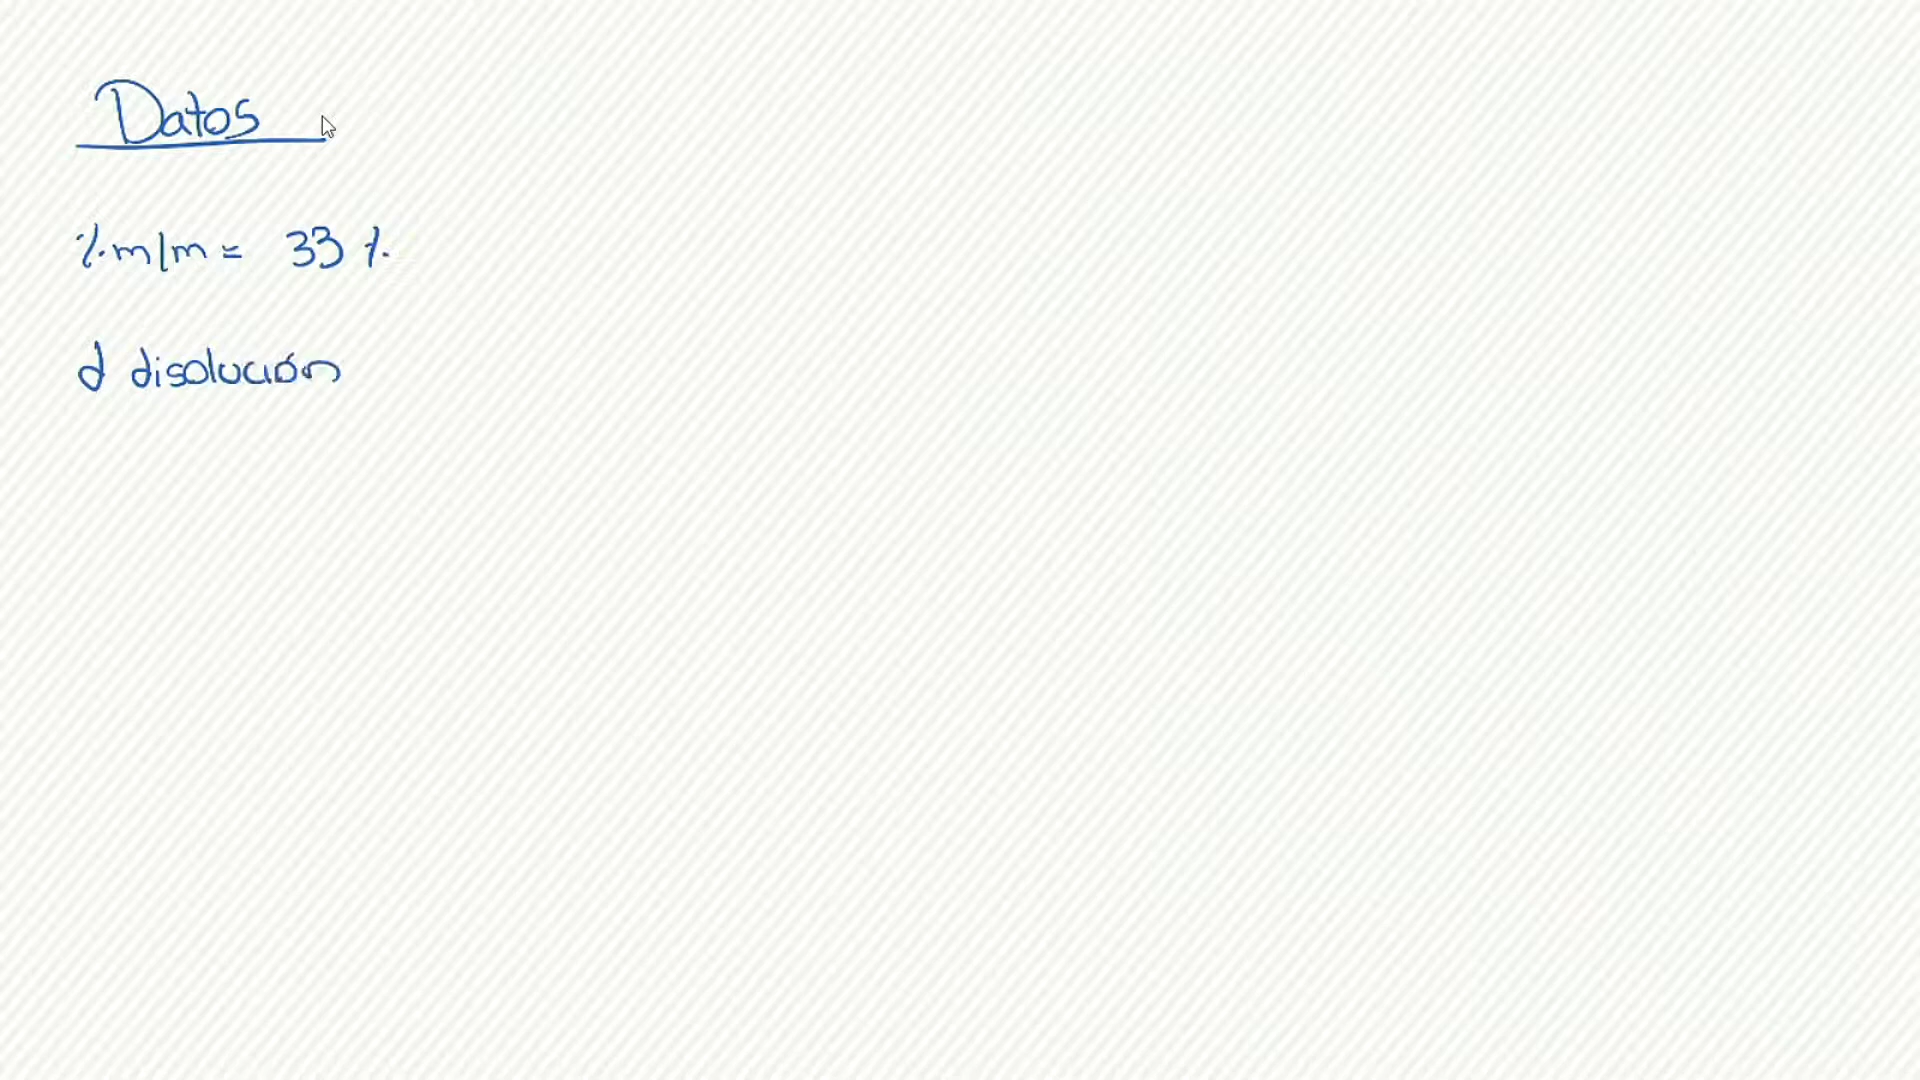 Datos
%m/m = 33 %
d disolución